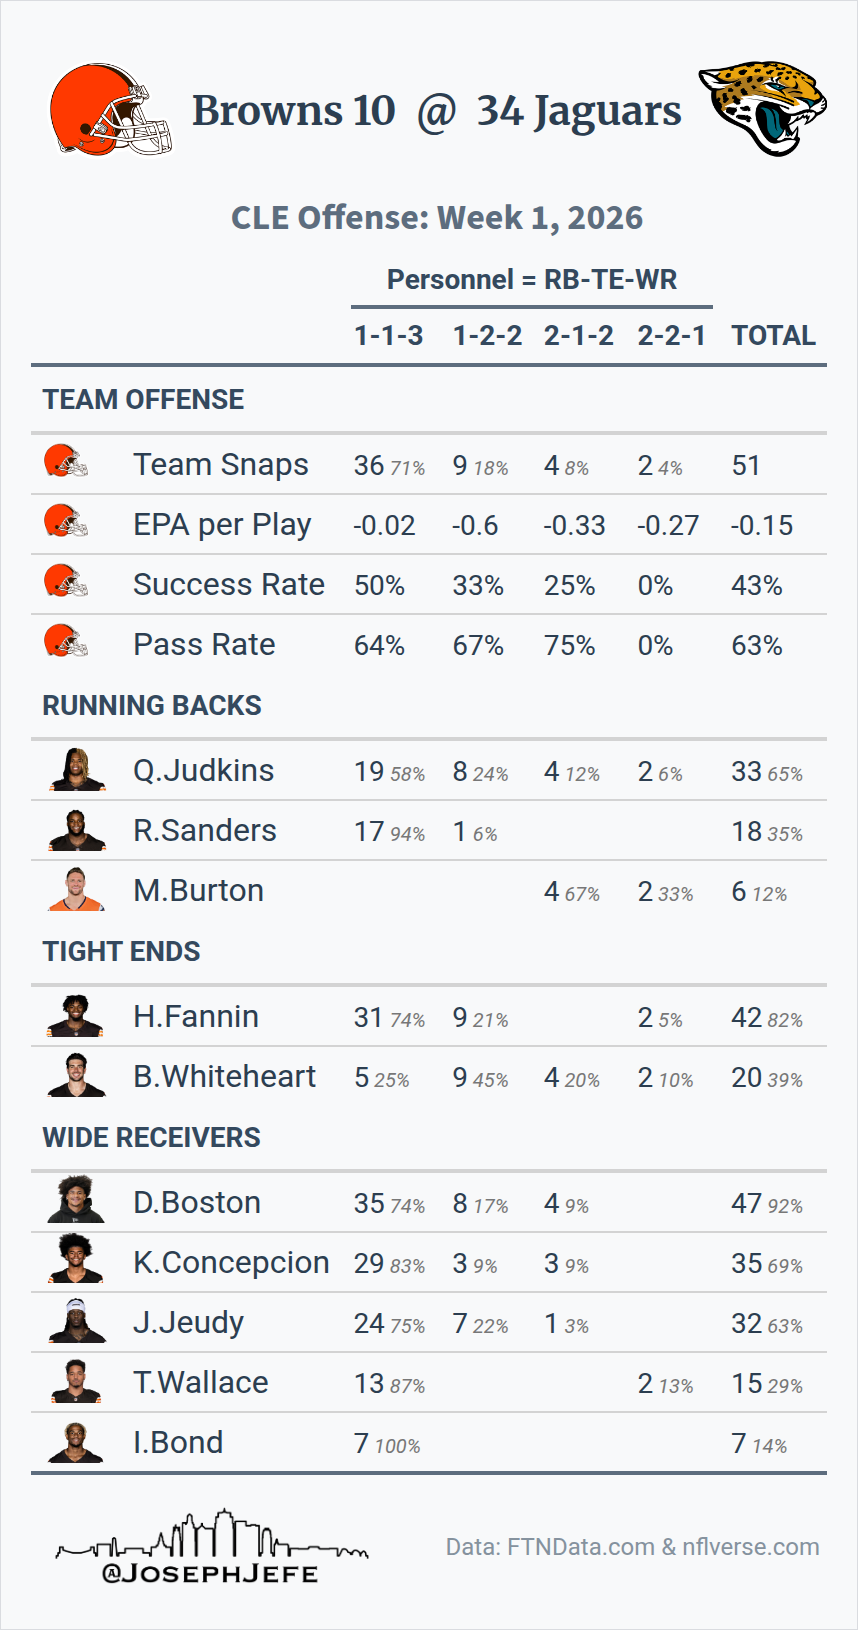 Browns 10 @ 34 Jaguars
CLE Offense: Week 1, 2026
Personnel = RB-TE-WR
1-1-3 1-2-2 2-1-2 2-2-1 TOTAL
TEAM OFFENSE
Team Snaps 36 71% 9 18% 4 8% 2 4% 51
EPA per Play -0.02 -0.6 -0.33 -0.27 -0.15
Success Rate 50% 33% 25% 0% 43%
Pass Rate 64% 67% 75% 0% 63%
RUNNING BACKS
Q.Judkins 19 58% 8 24% 4 12% 2 6% 33 65%
R.Sanders 17 94% 1 6% 18 35%
M.Burton 4 67% 2 33% 6 12%
TIGHT ENDS
H.Fannin 31 74% 9 21% 2 5% 42 82%
B.Whiteheart 5 25% 9 45% 4 20% 2 10% 20 39%
WIDE RECEIVERS
D.Boston 35 74% 8 17% 4 9% 47 92%
K.Concepcion 29 83% 3 9% 3 9% 35 69%
J.Jeudy 24 75% 7 22% 1 3% 32 63%
T.Wallace 13 87% 2 13% 15 29%
I.Bond 7 100% 7 14%
@JosephJefe
Data: FTNData.com & nflverse.com